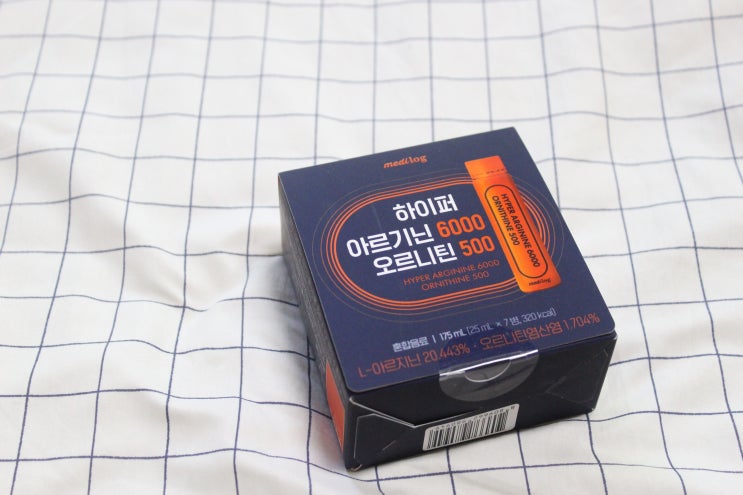 medilog
하이퍼
아르기닌 6000
오르니틴 500
HYPER ARGININE 6000
ORNITHINE 500
HYPER ARGININE 6000
ORNITHINE 500
medilog
혼합음료 | 175 mL (25 mL × 7병, 320 kcal)
L-아르지닌 20.443% · 오르니틴염산염 1.704%